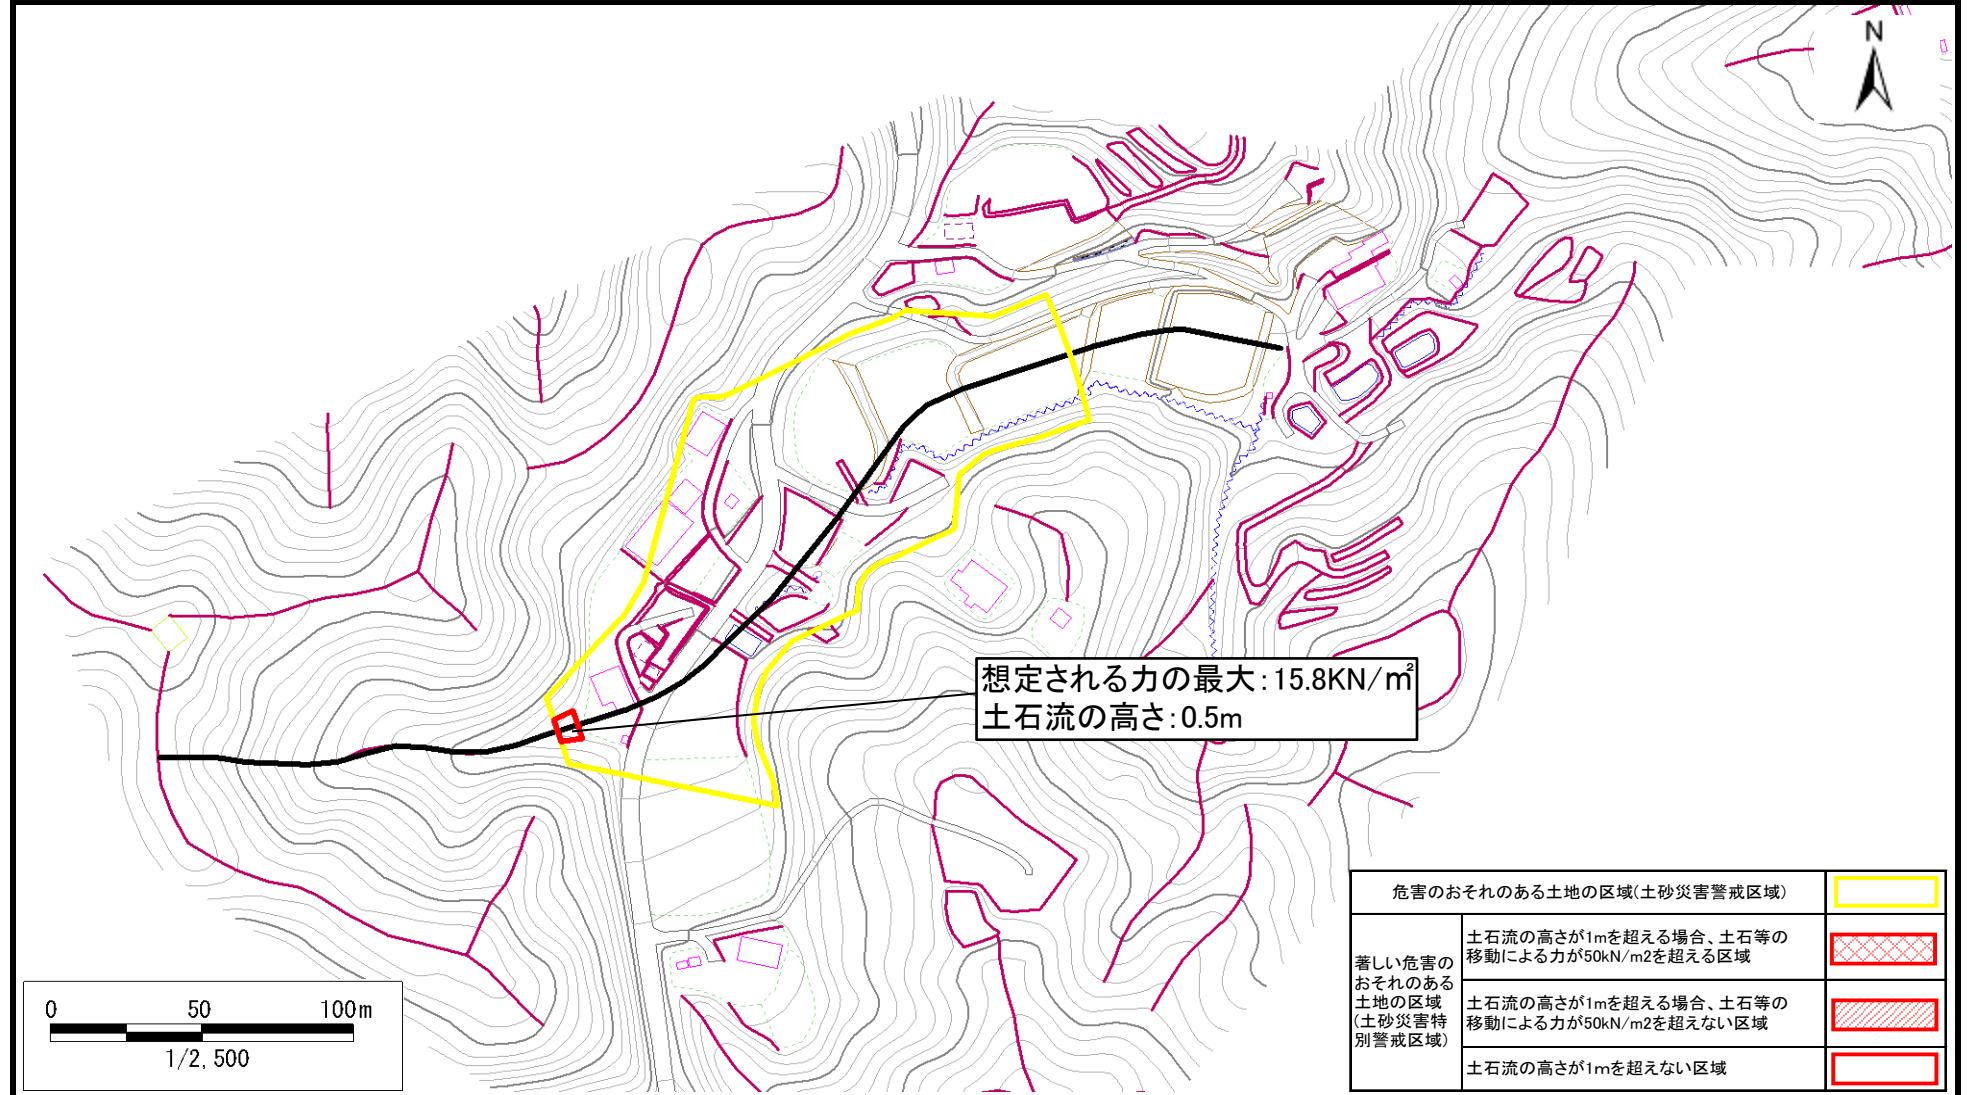 N
想定される力の最大：15.8KN/㎡
土石流の高さ：0.5m
危害のおそれのある土地の区域(土砂災害警戒区域)
著しい危害の
おそれのある
土地の区域
(土砂災害特
別警戒区域)
土石流の高さが1mを超える場合、土石等の
移動による力が50kN/m2を超える区域
土石流の高さが1mを超える場合、土石等の
移動による力が50kN/m2を超えない区域
土石流の高さが1mを超えない区域
0 50 100m
1/2,500